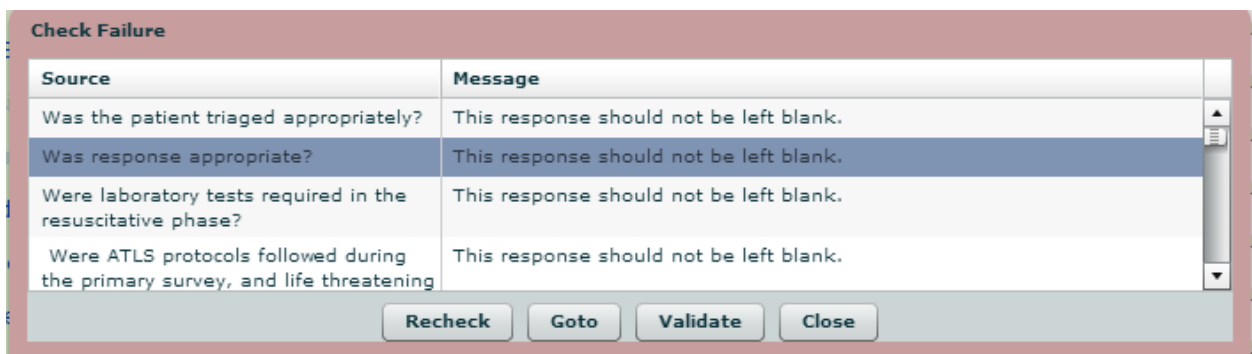 Check Failure
Source Message
Was the patient triaged appropriately? This response should not be left blank.
Was response appropriate? This response should not be left blank.
Were laboratory tests required in the This response should not be left blank.
resuscitative phase?
Were ATLS protocols followed during This response should not be left blank.
the primary survey, and life threatening
Recheck Goto Validate Close